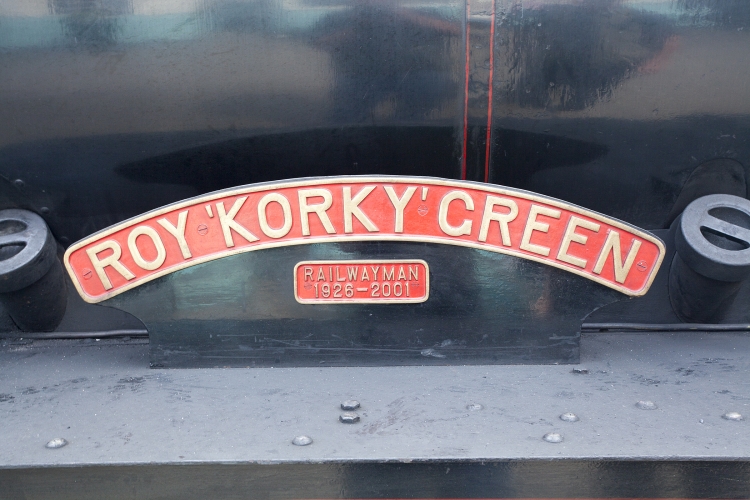 ROY 'KORKY' GREEN
RAILWAYMAN
1926-2001